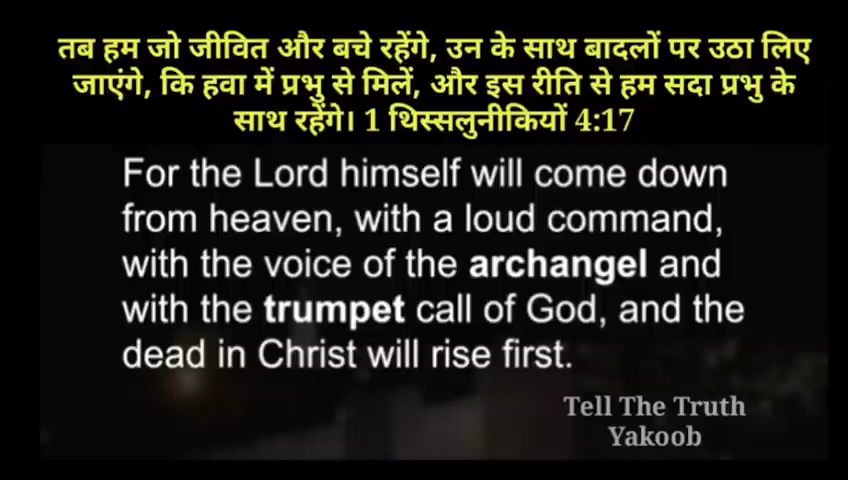 तब हम जो जीवित और बचे रहेंगे, उन के साथ बादलों पर उठा लिए
जाएंगे, कि हवा में प्रभु से मिलें, और इस रीति से हम सदा प्रभु के
साथ रहेंगे। 1 थिस्सलुनीकियों 4:17
For the Lord himself will come down
from heaven, with a loud command,
with the voice of the archangel and
with the trumpet call of God, and the
dead in Christ will rise first.
Tell The Truth
Yakoob